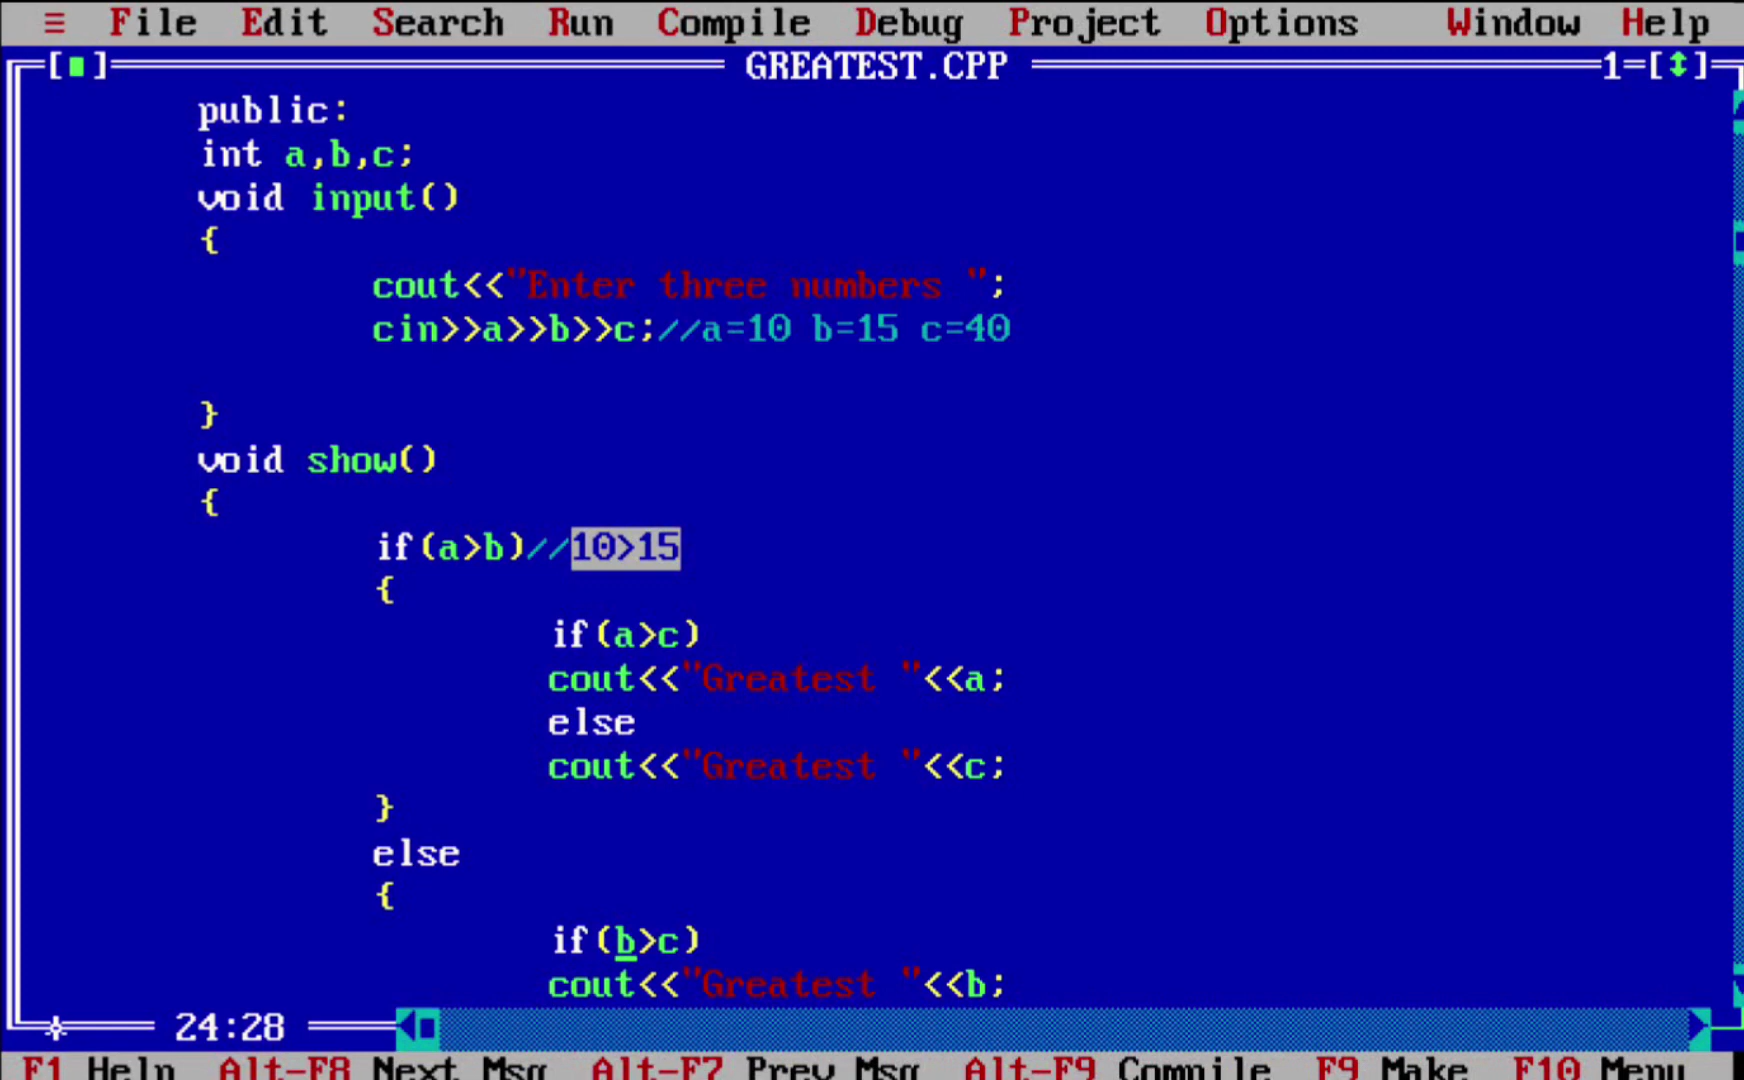 ≡ File Edit Search Run Compile Debug Project Options Window Help
[■] GREATEST.CPP 1=[↕]
public:
int a,b,c;
void input()
{
cout<<"Enter three numbers ";
cin>>a>>b>>c;//a=10 b=15 c=40
}
void show()
{
if(a>b)//10>15
{
if(a>c)
cout<<"Greatest "<<a;
else
cout<<"Greatest "<<c;
}
else
{
if(b>c)
cout<<"Greatest "<<b;
24:28
F1 Help Alt-F8 Next Msg Alt-F7 Prev Msg Alt-F9 Compile F9 Make F10 Menu